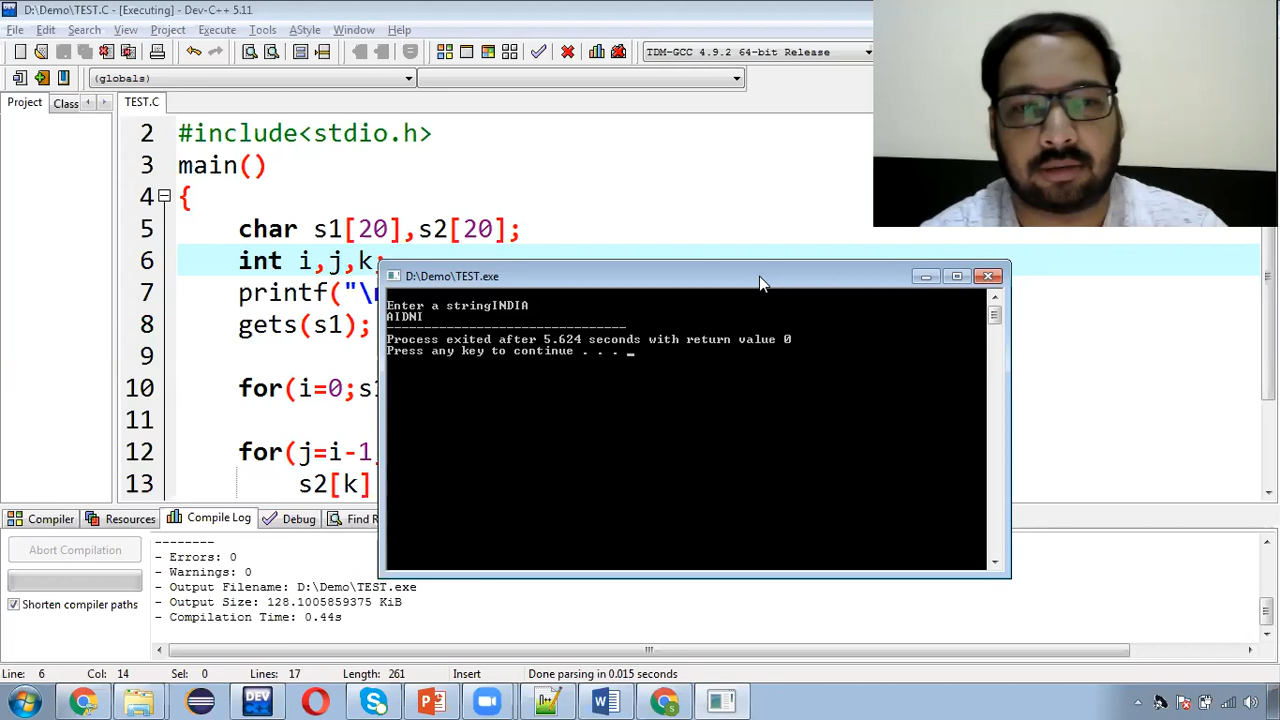 D:\Demo\TEST.C - [Executing] - Dev-C++ 5.11
File Edit Search View Project Execute Tools AStyle Window Help
TDM-GCC 4.9.2 64-bit Release
(globals)
Project Class TEST.C
2 #include<stdio.h>
3 main()
4 {
5 char s1[20],s2[20];
6 int i,j,k;
7 printf("\
8 gets(s1);
9
10 for(i=0;s1
11
12 for(j=i-1
13 s2[k]
D:\Demo\TEST.exe
Enter a stringINDIA
AIDNI
--------------------------------
Process exited after 5.624 seconds with return value 0
Press any key to continue . . . _
Compiler Resources Compile Log Debug Find R
Abort Compilation
Shorten compiler paths
--------
- Errors: 0
- Warnings: 0
- Output Filename: D:\Demo\TEST.exe
- Output Size: 128.1005859375 KiB
- Compilation Time: 0.44s
Line: 6 Col: 14 Sel: 0 Lines: 17 Length: 261 Insert Done parsing in 0.015 seconds
DEV